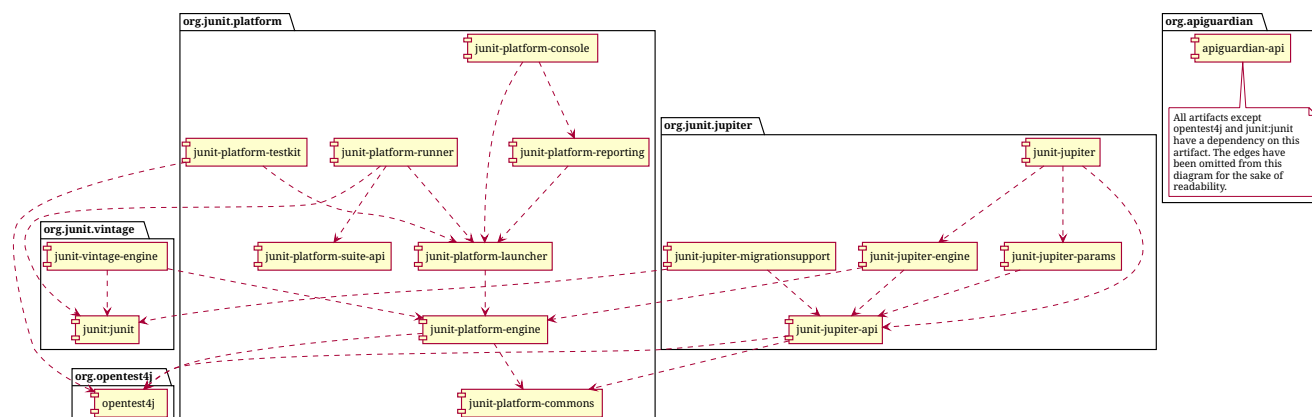 org.junit.platform
org.apiguardian
junit-platform-console
apiguardian-api
All artifacts except
opentest4j and junit:junit
have a dependency on this
artifact. The edges have
been omitted from this
diagram for the sake of
readability.
org.junit.jupiter
junit-platform-testkit
junit-platform-runner
junit-platform-reporting
junit-jupiter
org.junit.vintage
junit-vintage-engine
junit-platform-suite-api
junit-platform-launcher
junit-jupiter-migrationsupport
junit-jupiter-engine
junit-jupiter-params
junit:junit
junit-platform-engine
junit-jupiter-api
org.opentest4j
opentest4j
junit-platform-commons